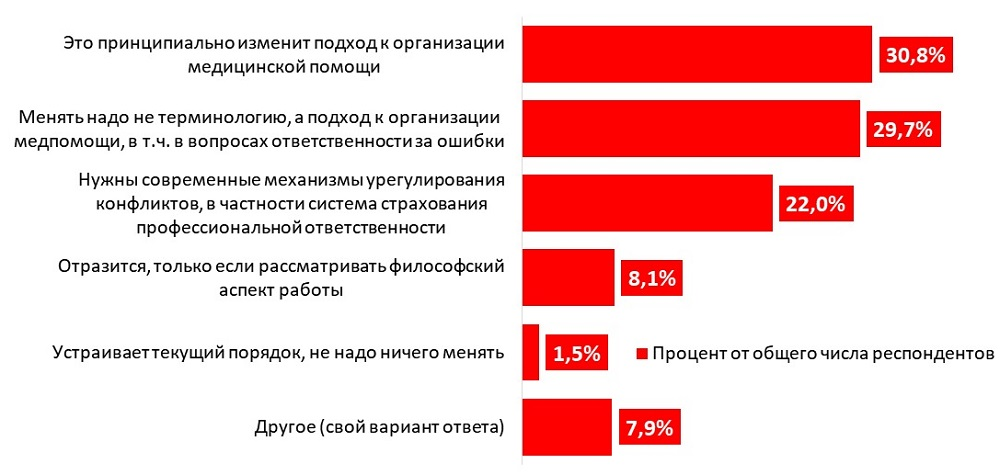 Это принципиально изменит подход к организации
медицинской помощи
30,8%
Менять надо не терминологию, а подход к организации
медпомощи, в т.ч. в вопросах ответственности за ошибки
29,7%
Нужны современные механизмы урегулирования
конфликтов, в частности система страхования
профессиональной ответственности
22,0%
Отразится, только если рассматривать философский
аспект работы
8,1%
Устраивает текущий порядок, не надо ничего менять
1,5%
Процент от общего числа респондентов
Другое (свой вариант ответа)
7,9%